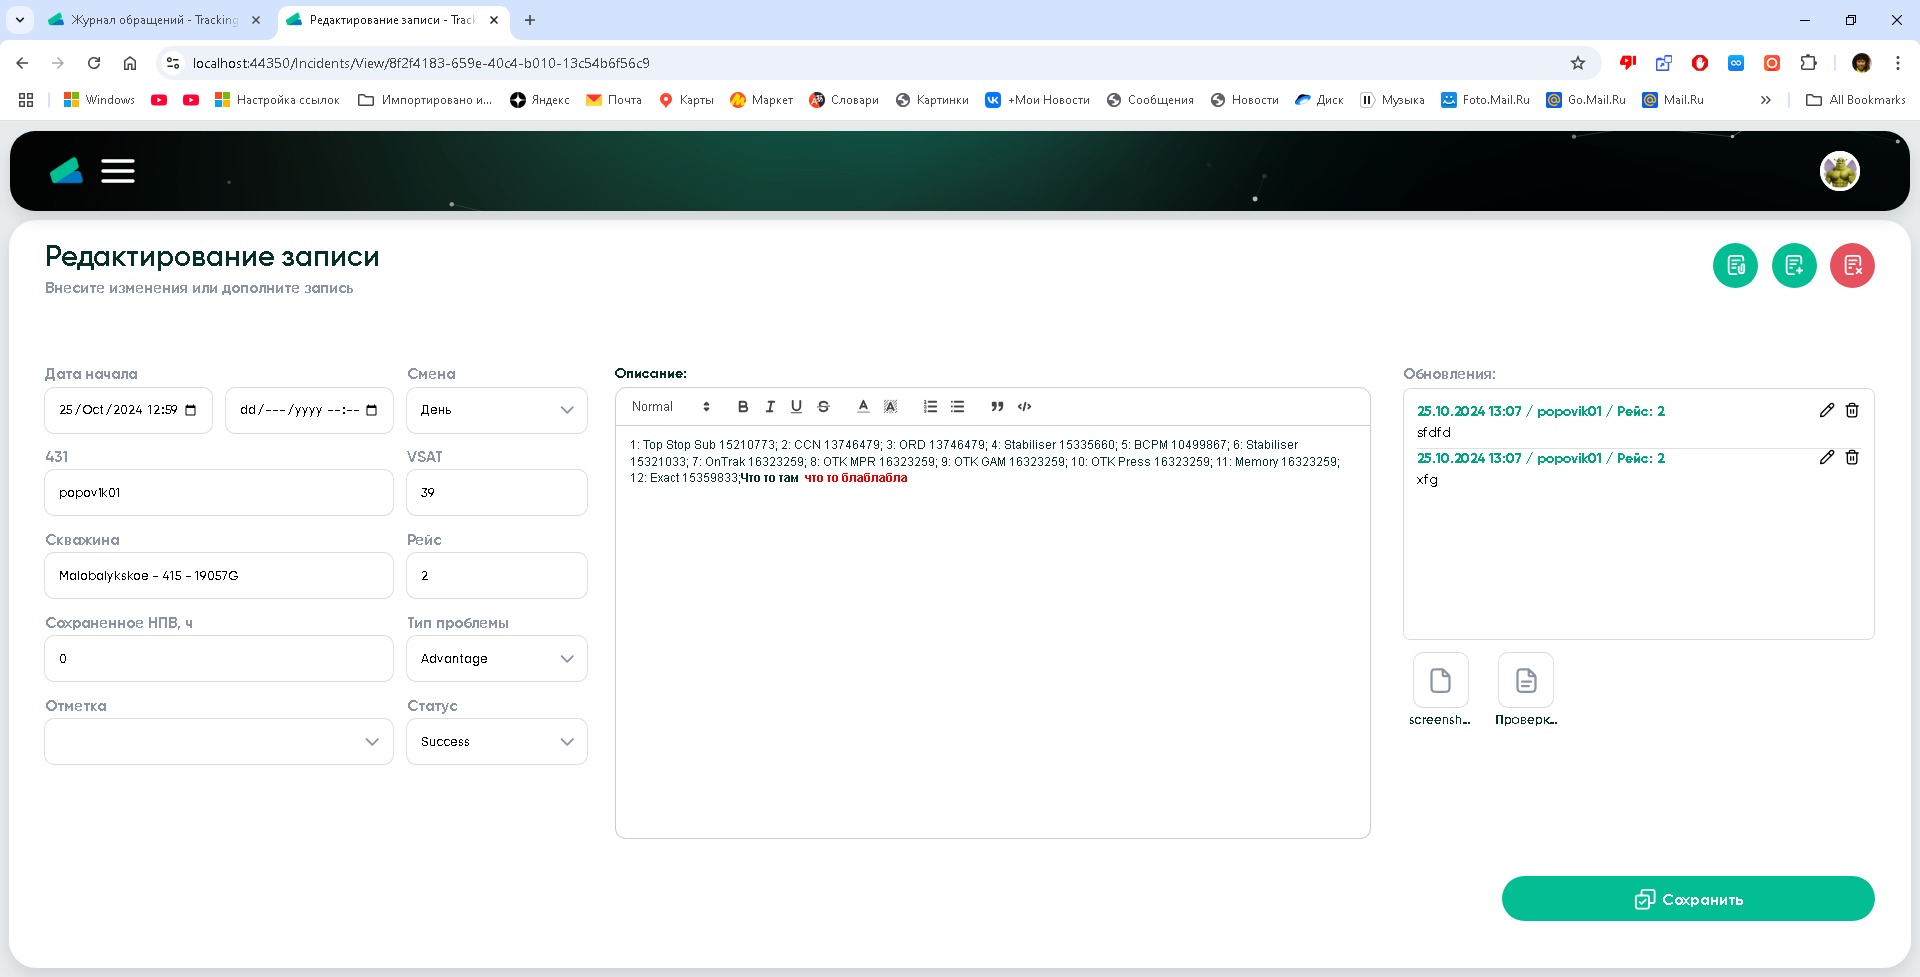 Журнал обращений - Tracking
Редактирование записи - Track
localhost:44350/Incidents/View/8f2f4183-659e-40c4-b010-13c54b6f56c9
Windows
Настройка ссылок
Импортировано и...
Яндекс
Почта
Карты
Маркет
Словари
Картинки
+Мои Новости
Сообщения
Новости
Диск
Музыка
Foto.Mail.Ru
Go.Mail.Ru
Mail.Ru
All Bookmarks
Редактирование записи
Внесите изменения или дополните запись
Дата начала
25/Oct/2024 12:59
dd/---/yyyy --:--
Смена
День
431
popovik01
VSAT
39
Скважина
Malobalykskoe - 415 - 19057G
Рейс
2
Сохраненное НПВ, ч
0
Тип проблемы
Advantage
Отметка
Статус
Success
Описание:
Normal
1: Top Stop Sub 15210773; 2: CCN 13746479; 3: ORD 13746479; 4: Stabiliser 15335660; 5: BCPM 10499867; 6: Stabiliser
15321033; 7: OnTrak 16323259; 8: OTK MPR 16323259; 9: OTK GAM 16323259; 10: OTK Press 16323259; 11: Memory 16323259;
12: Exact 15359833;Что то там что то блаблабла
Обновления:
25.10.2024 13:07 / popovik01 / Рейс: 2
sfdfd
25.10.2024 13:07 / popovik01 / Рейс: 2
xfg
screensh...
Проверк...
Сохранить